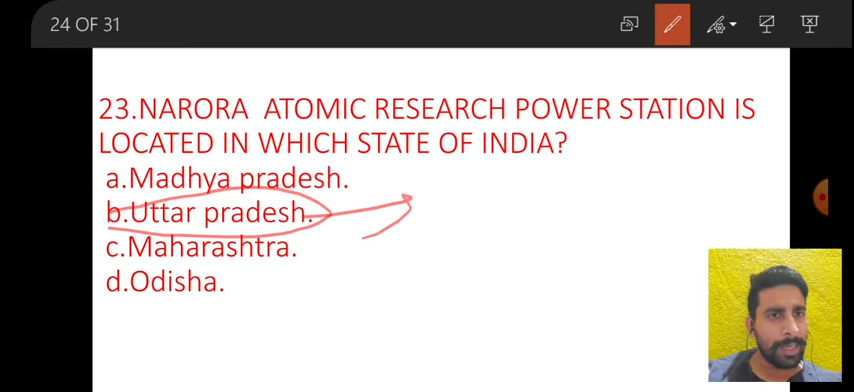 24 OF 31
23.NARORA ATOMIC RESEARCH POWER STATION IS
LOCATED IN WHICH STATE OF INDIA?
a.Madhya pradesh.
b.Uttar pradesh.
c.Maharashtra.
d.Odisha.